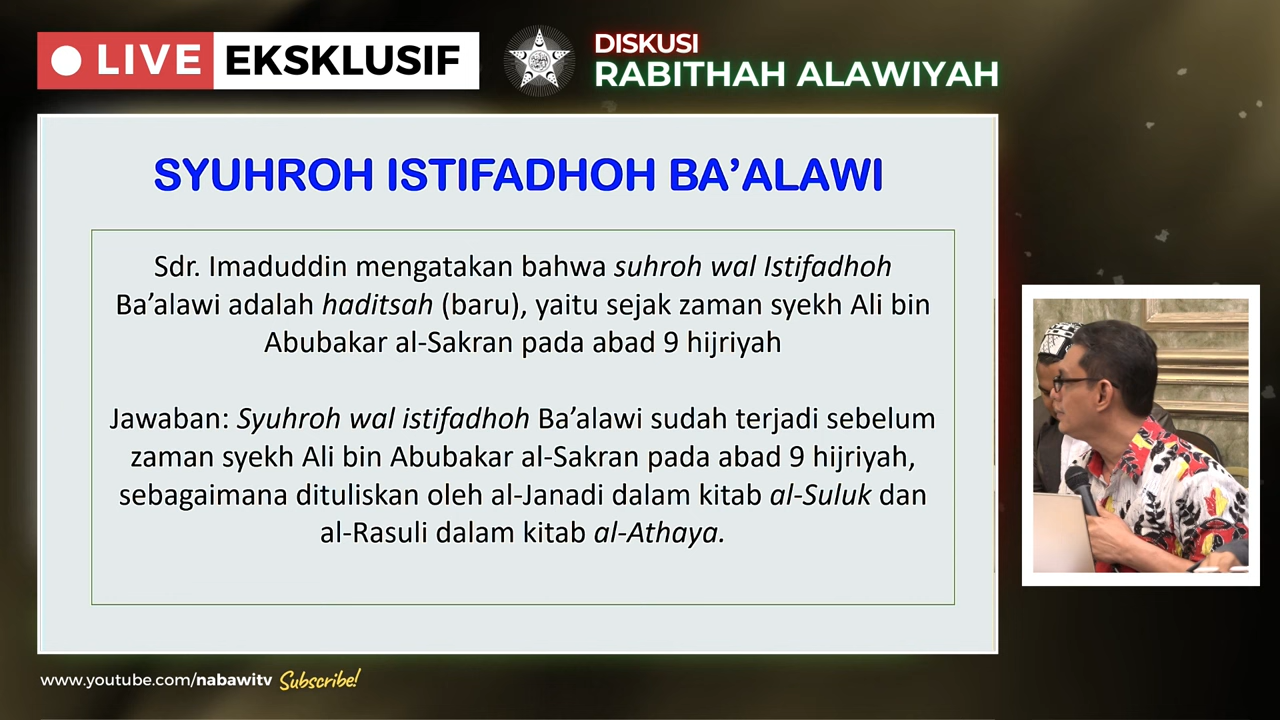 LIVE EKSKLUSIF
DISKUSI
RABITHAH ALAWIYAH
SYUHROH ISTIFADHOH BA’ALAWI
Sdr. Imaduddin mengatakan bahwa suhroh wal Istifadhoh
Ba’alawi adalah haditsah (baru), yaitu sejak zaman syekh Ali bin
Abubakar al-Sakran pada abad 9 hijriyah
Jawaban: Syuhroh wal istifadhoh Ba’alawi sudah terjadi sebelum
zaman syekh Ali bin Abubakar al-Sakran pada abad 9 hijriyah,
sebagaimana dituliskan oleh al-Janadi dalam kitab al-Suluk dan
al-Rasuli dalam kitab al-Athaya.
www.youtube.com/nabawitv Subscribe!